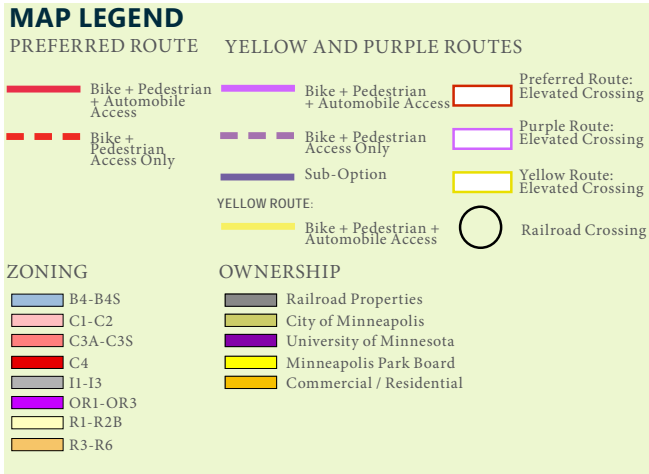 MAP LEGEND
PREFERRED ROUTE
Bike + Pedestrian
+ Automobile
Access
Bike +
Pedestrian
Access Only
YELLOW AND PURPLE ROUTES
Bike + Pedestrian
+ Automobile Access
Bike + Pedestrian
Access Only
Sub-Option
YELLOW ROUTE:
Bike + Pedestrian +
Automobile Access
Preferred Route:
Elevated Crossing
Purple Route:
Elevated Crossing
Yellow Route:
Elevated Crossing
Railroad Crossing
ZONING
B4-B4S
C1-C2
C3A-C3S
C4
I1-I3
OR1-OR3
R1-R2B
R3-R6
OWNERSHIP
Railroad Properties
City of Minneapolis
University of Minnesota
Minneapolis Park Board
Commercial / Residential